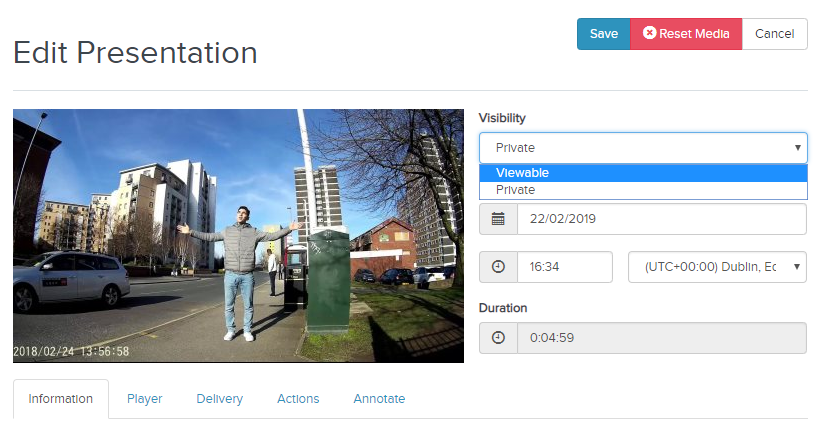 Edit Presentation
Save
Reset Media
Cancel
Visibility
Private
Viewable
Private
22/02/2019
16:34
(UTC+00:00) Dublin, Ec
Duration
0:04:59
2018/02/24 13:56:58
Information
Player
Delivery
Actions
Annotate